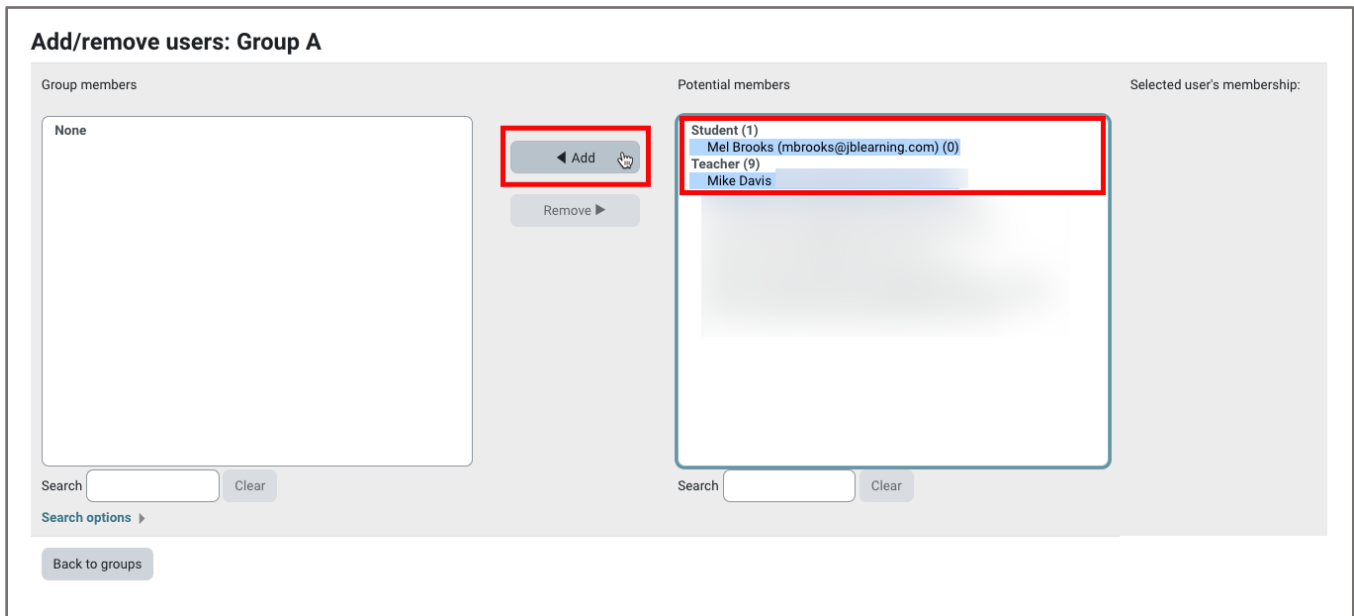 Add/remove users: Group A
Group members
Potential members
Selected user's membership:
None
◀ Add
Remove ▶
Student (1)
Mel Brooks (mbrooks@jblearning.com) (0)
Teacher (9)
Mike Davis
Search
Clear
Search options
Search
Clear
Back to groups